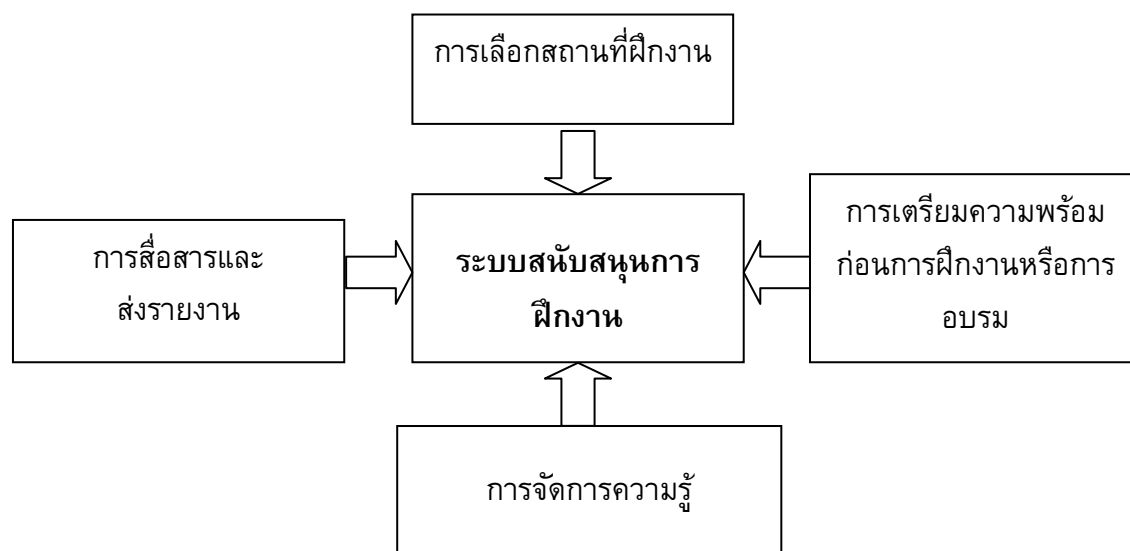 การเลือกสถานที่ฝึกงาน
การสื่อสารและ
ส่งรายงาน
ระบบสนับสนุนการ
ฝึกงาน
การเตรียมความพร้อม
ก่อนการฝึกงานหรือการ
อบรม
การจัดการความรู้